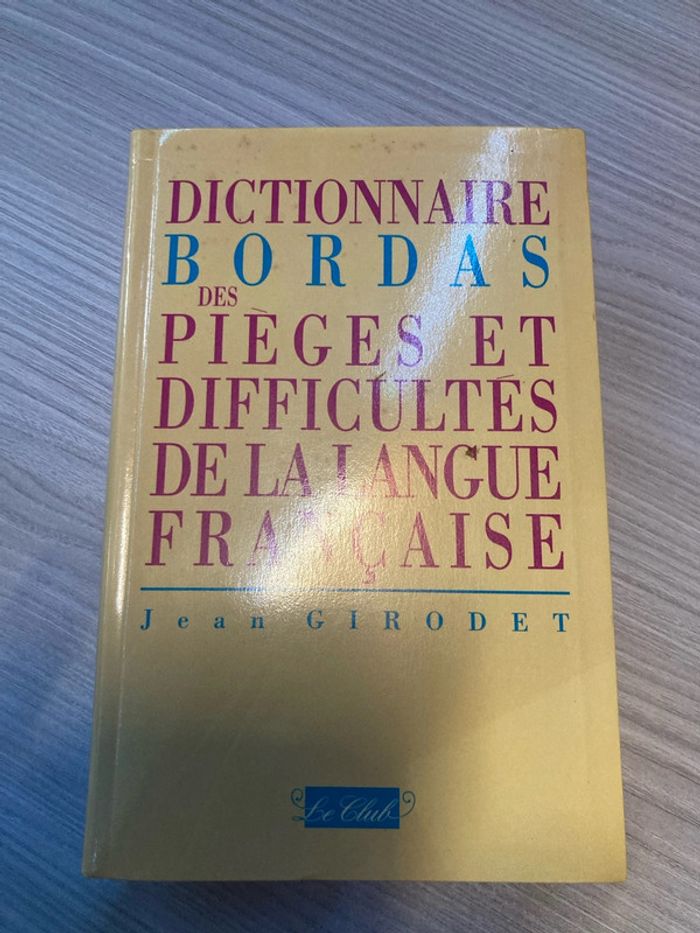 DICTIONNAIRE
BORDAS
DES
PIÈGES ET
DIFFICULTÉS
DE LA LANGUE
FRANÇAISE
Jean GIRODET
Le Club